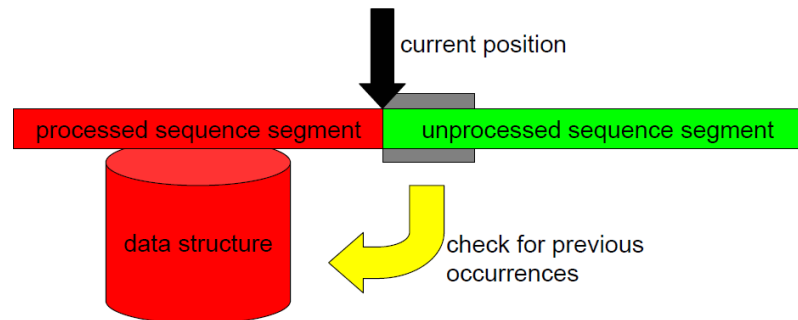 current position
processed sequence segment
unprocessed sequence segment
data structure
check for previous
occurrences